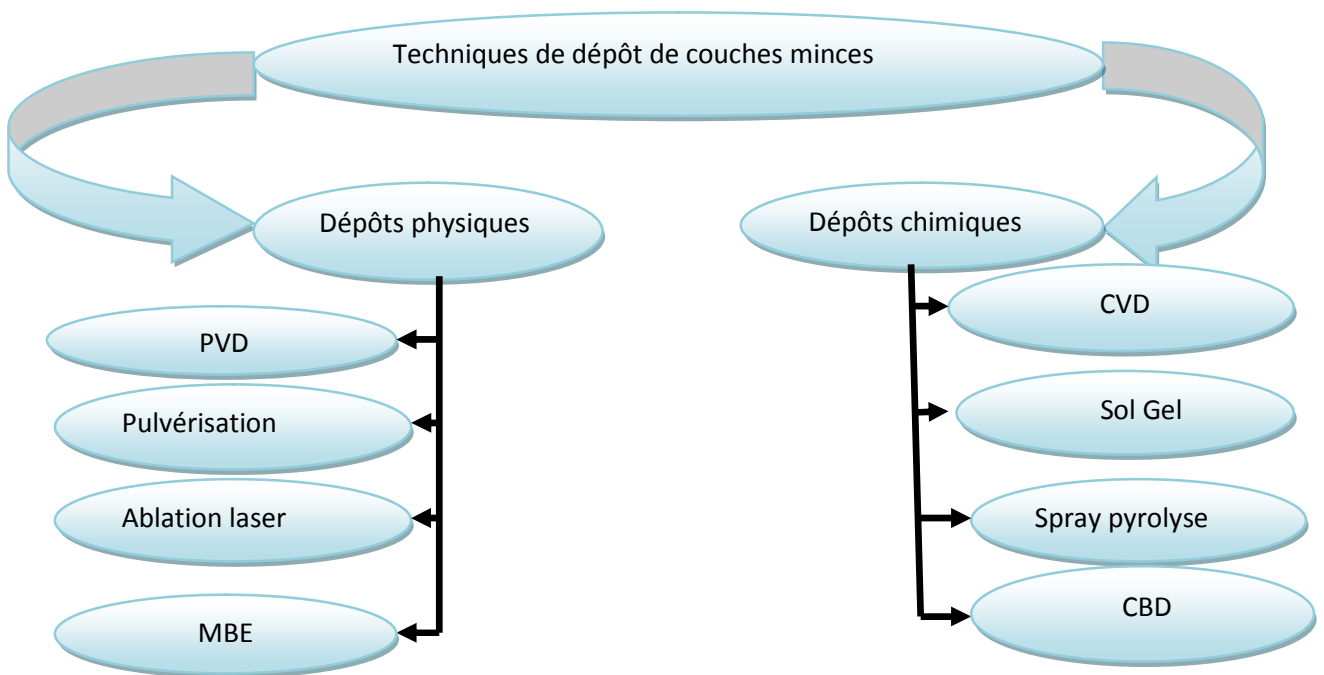 Techniques de dépôt de couches minces
Dépôts physiques
Dépôts chimiques
PVD
Pulvérisation
Ablation laser
MBE
CVD
Sol Gel
Spray pyrolyse
CBD